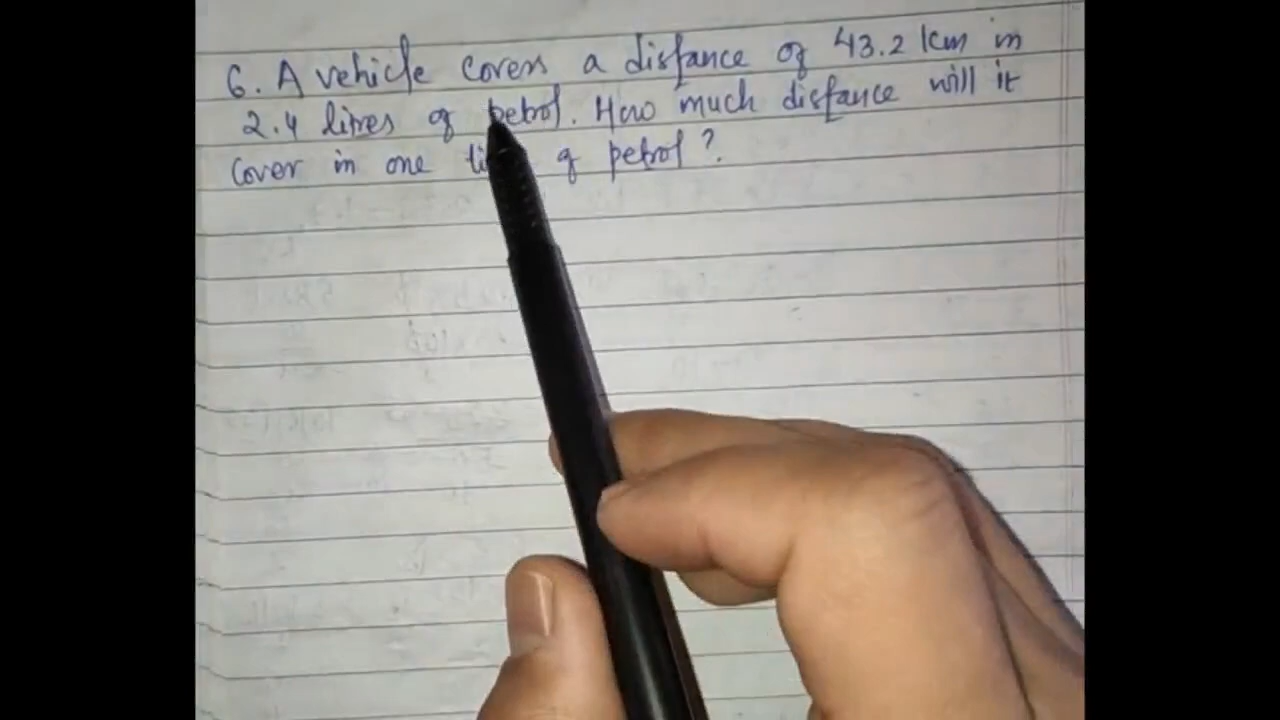 6. A vehicle covers a distance of 43.2 km in
2.4 litres of petrol. How much distance will it
cover in one of petrol?